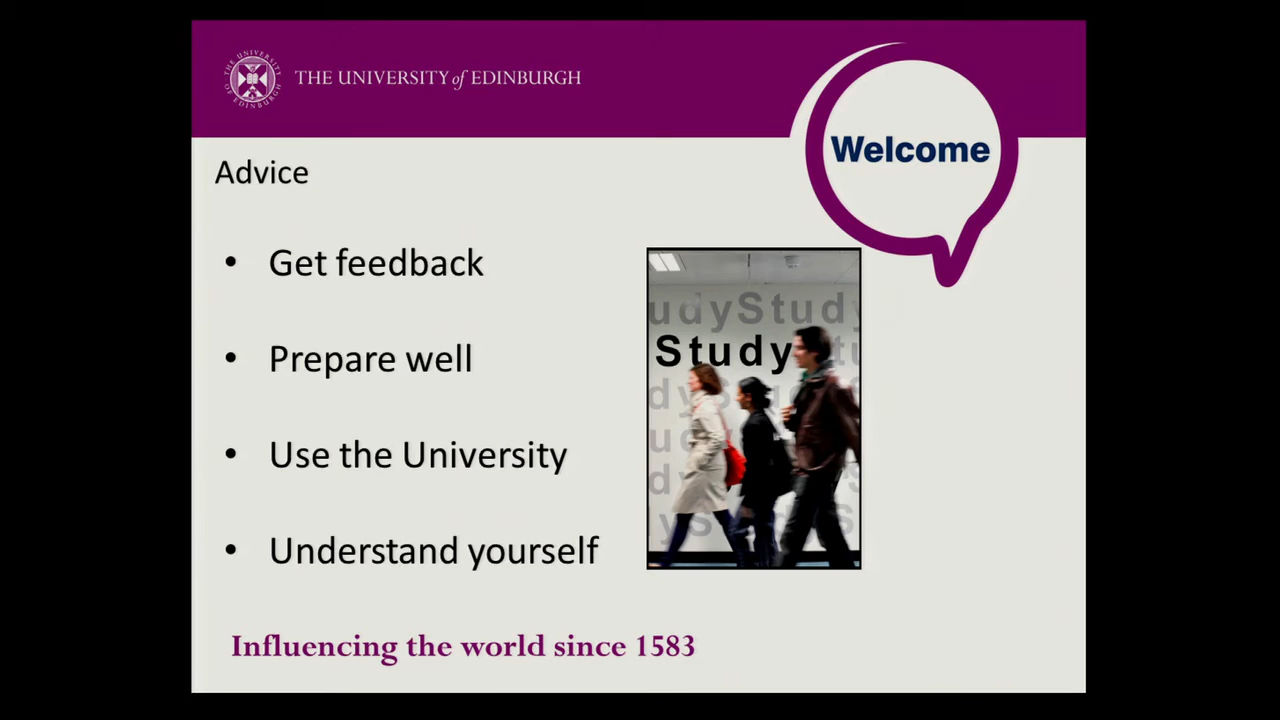 THE UNIVERSITY of EDINBURGH
Welcome
Advice
• Get feedback
• Prepare well
• Use the University
• Understand yourself
udyStudy
Study
Influencing the world since 1583